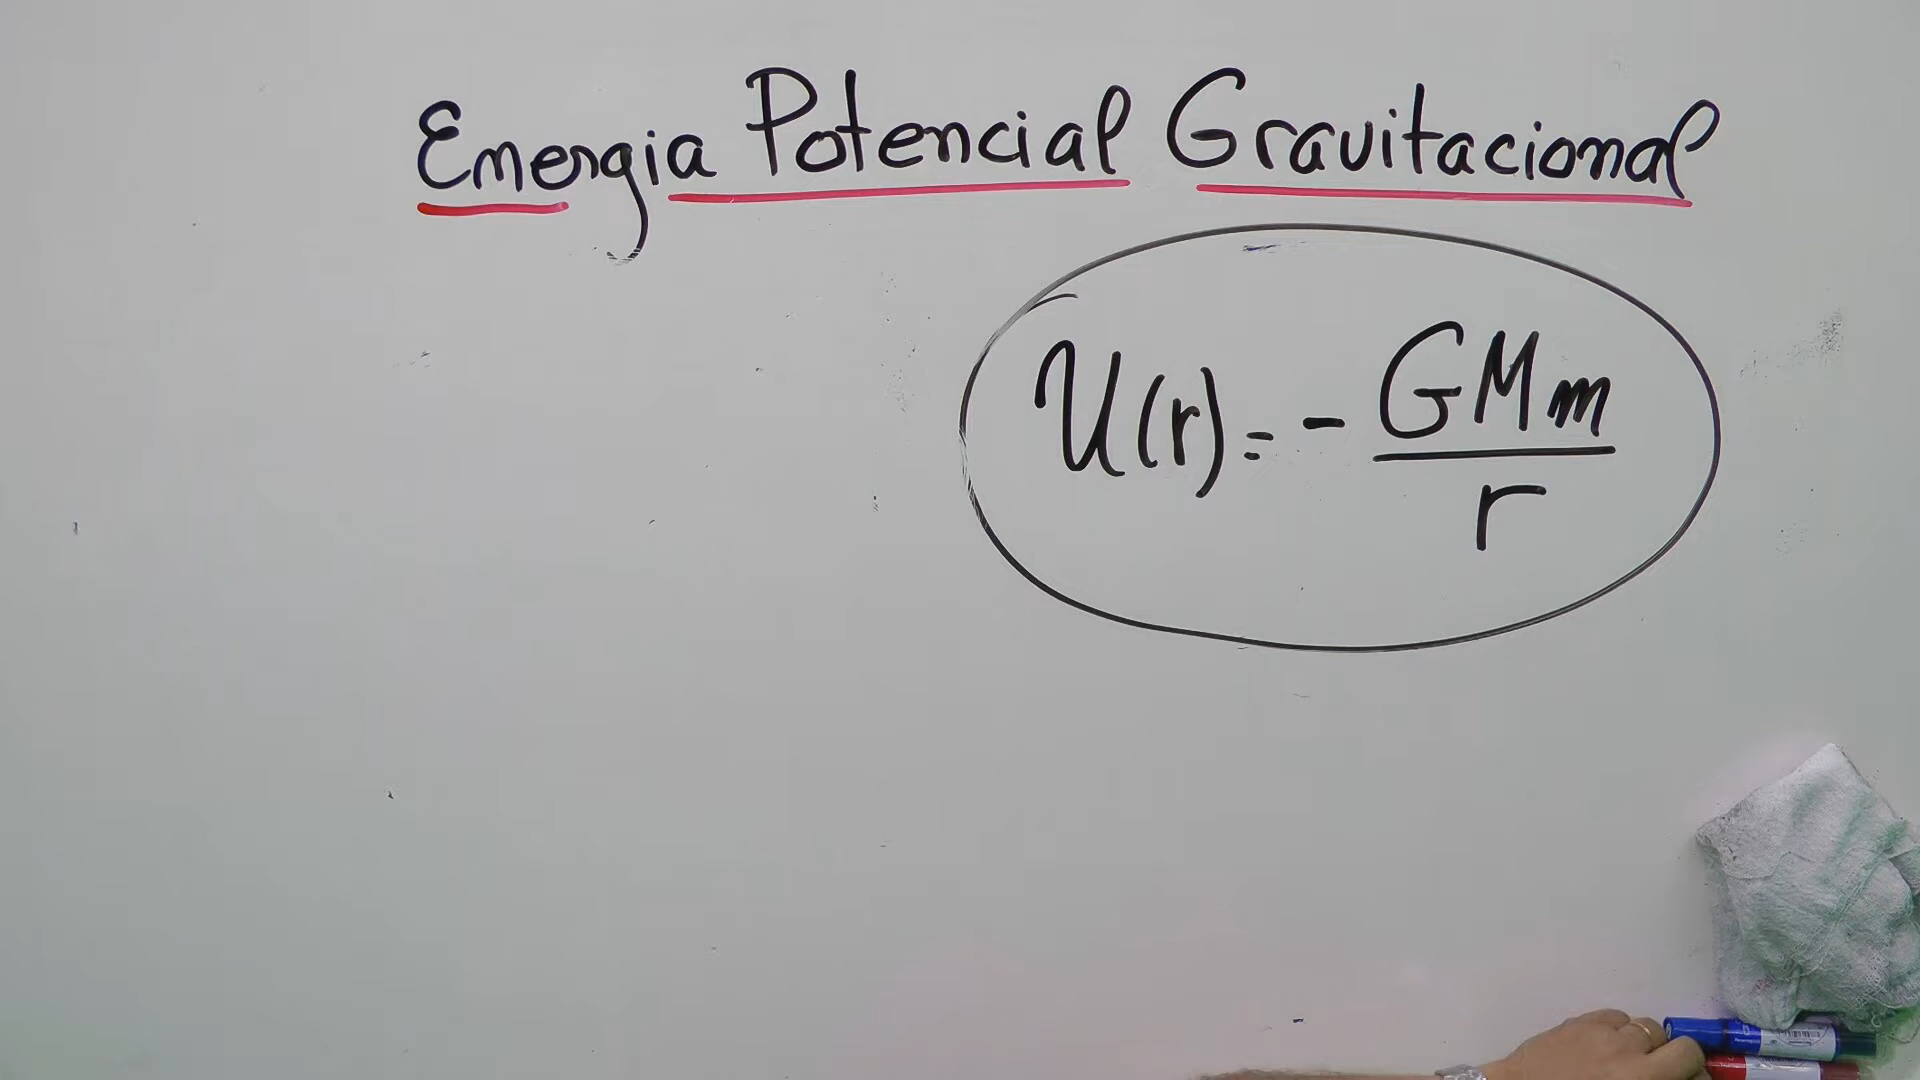 Energia Potencial Gravitacional
U(r) = - GMm / r